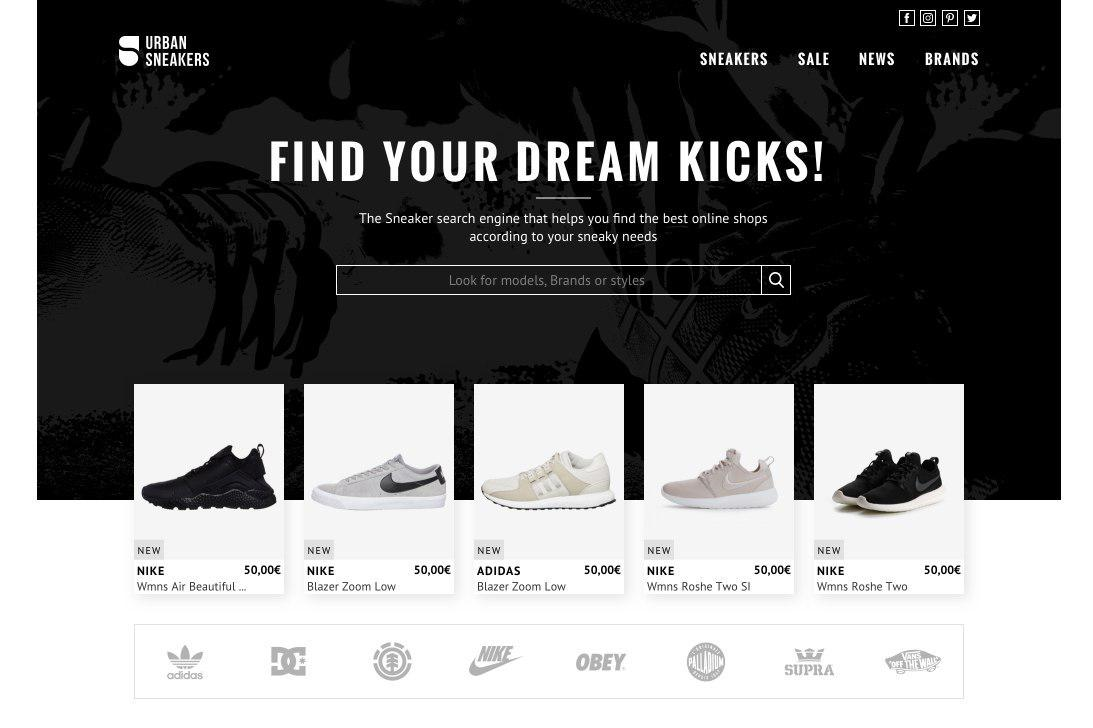 URBAN
SNEAKERS
SNEAKERS SALE NEWS BRANDS
FIND YOUR DREAM KICKS!
The Sneaker search engine that helps you find the best online shops
according to your sneaky needs
Look for models, Brands or styles
NEW
NIKE 50,00€
Wmns Air Beautiful ...
NEW
NIKE 50,00€
Blazer Zoom Low
NEW
ADIDAS 50,00€
Blazer Zoom Low
NEW
NIKE 50,00€
Wmns Roshe Two SI
NEW
NIKE 50,00€
Wmns Roshe Two
adidas
DC
NIKE
OBEY
PALLADIUM
SUPRA
VANS
"OFF THE WALL"